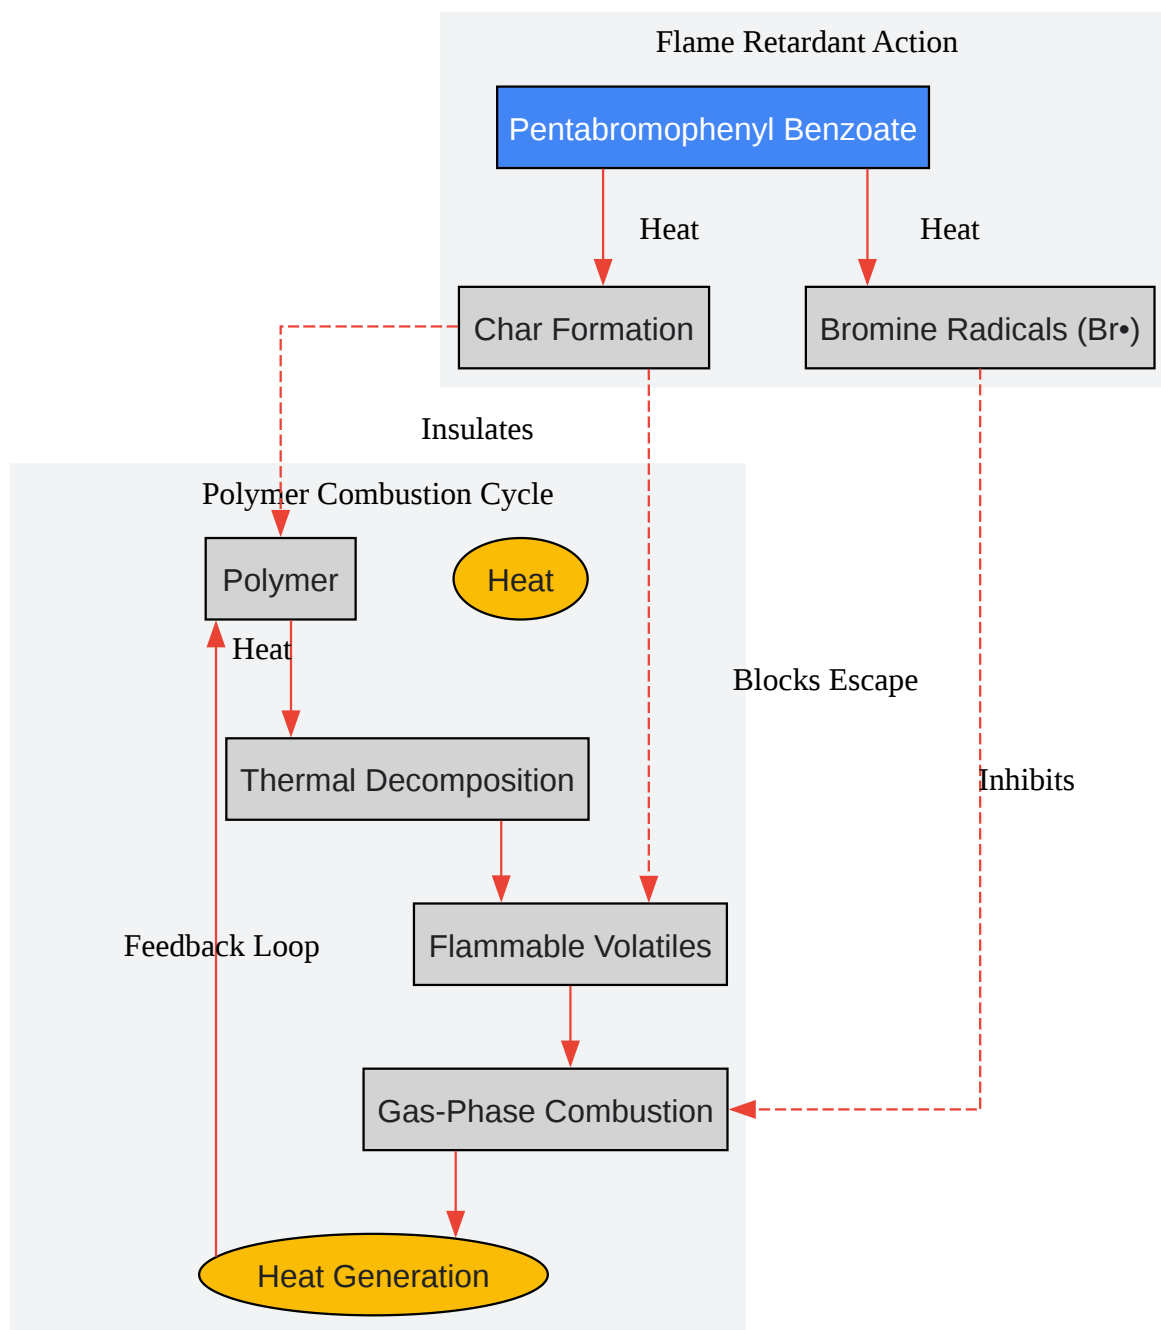 Flame Retardant Action
Pentabromophenyl Benzoate
Heat
Heat
Char Formation
Bromine Radicals (Br•)
Insulates
Polymer Combustion Cycle
Polymer
Heat
Heat
Blocks Escape
Thermal Decomposition
Inhibits
Feedback Loop
Flammable Volatiles
Gas-Phase Combustion
Heat Generation